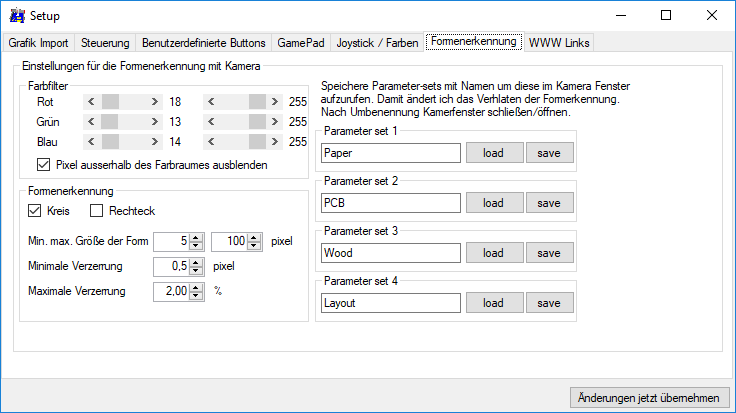 Setup
Grafik Import
Steuerung
Benutzerdefinierte Buttons
GamePad
Joystick / Farben
Formenerkennung
WWW Links
Einstellungen für die Formenerkennung mit Kamera
Farbfilter
Rot 18 255
Grün 13 255
Blau 14 255
Pixel ausserhalb des Farbraumes ausblenden
Formenerkennung
Kreis Rechteck
Min. max. Größe der Form 5 100 pixel
Minimale Verzerrung 0,5 pixel
Maximale Verzerrung 2,00 %
Speichere Parameter-sets mit Namen um diese im Kamera Fenster
aufzurufen. Damit ändert ich das Verhlaten der Formerkennung.
Nach Umbenennung Kamerfenster schließen/öffnen.
Parameter set 1
Paper load save
Parameter set 2
PCB load save
Parameter set 3
Wood load save
Parameter set 4
Layout load save
Änderungen jetzt übernehmen